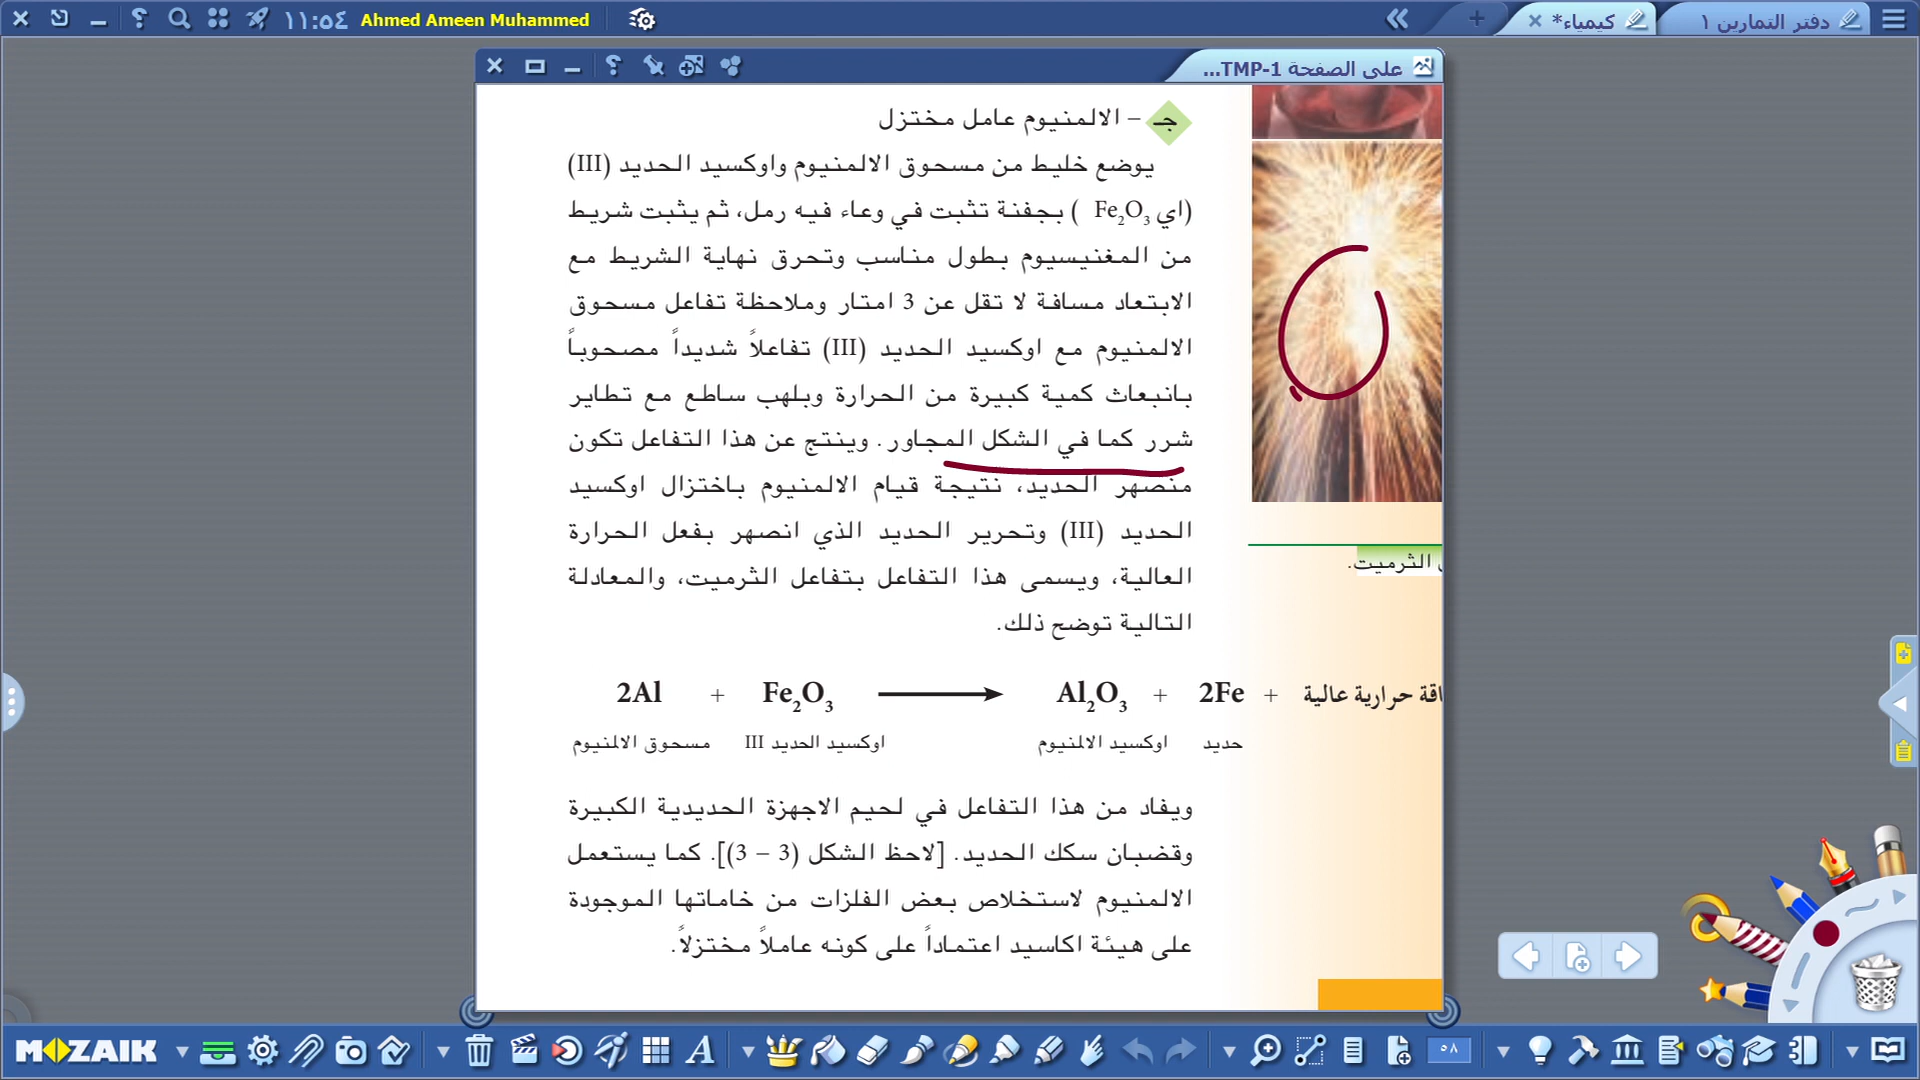 ١١:٥٤
Ahmed Ameen Muhammed
كيمياء*
دفتر التمارين ١
على الصفحة TMP-1...
جـ – الالمنيوم عامل مختزل
يوضع خليط من مسحوق الالمنيوم واوكسيد الحديد (III)
(اي Fe2O3 ) بجفنة تثبت في وعاء فيه رمل، ثم يثبت شريط
من المغنيسيوم بطول مناسب وتحرق نهاية الشريط مع
الابتعاد مسافة لا تقل عن 3 امتار وملاحظة تفاعل مسحوق
الالمنيوم مع اوكسيد الحديد (III) تفاعلاً شديداً مصحوباً
بانبعاث كمية كبيرة من الحرارة وبلهب ساطع مع تطاير
شرر كما في الشكل المجاور. وينتج عن هذا التفاعل تكون
منصهر الحديد، نتيجة قيام الالمنيوم باختزال اوكسيد
الحديد (III) وتحرير الحديد الذي انصهر بفعل الحرارة
العالية، ويسمى هذا التفاعل بتفاعل الثرميت، والمعادلة
التالية توضح ذلك.
الثرميت.
2Al + Fe2O3 → Al2O3 + 2Fe + حرارية عالية
مسحوق الالمنيوم اوكسيد الحديد III اوكسيد الالمنيوم حديد
ويفاد من هذا التفاعل في لحيم الاجهزة الحديدية الكبيرة
وقضبان سكك الحديد. [لاحظ الشكل (3 – 3)]. كما يستعمل
الالمنيوم لاستخلاص بعض الفلزات من خاماتها الموجودة
على هيئة اكاسيد اعتماداً على كونه عاملاً مختزلاً.
MOZAIK
٥٨